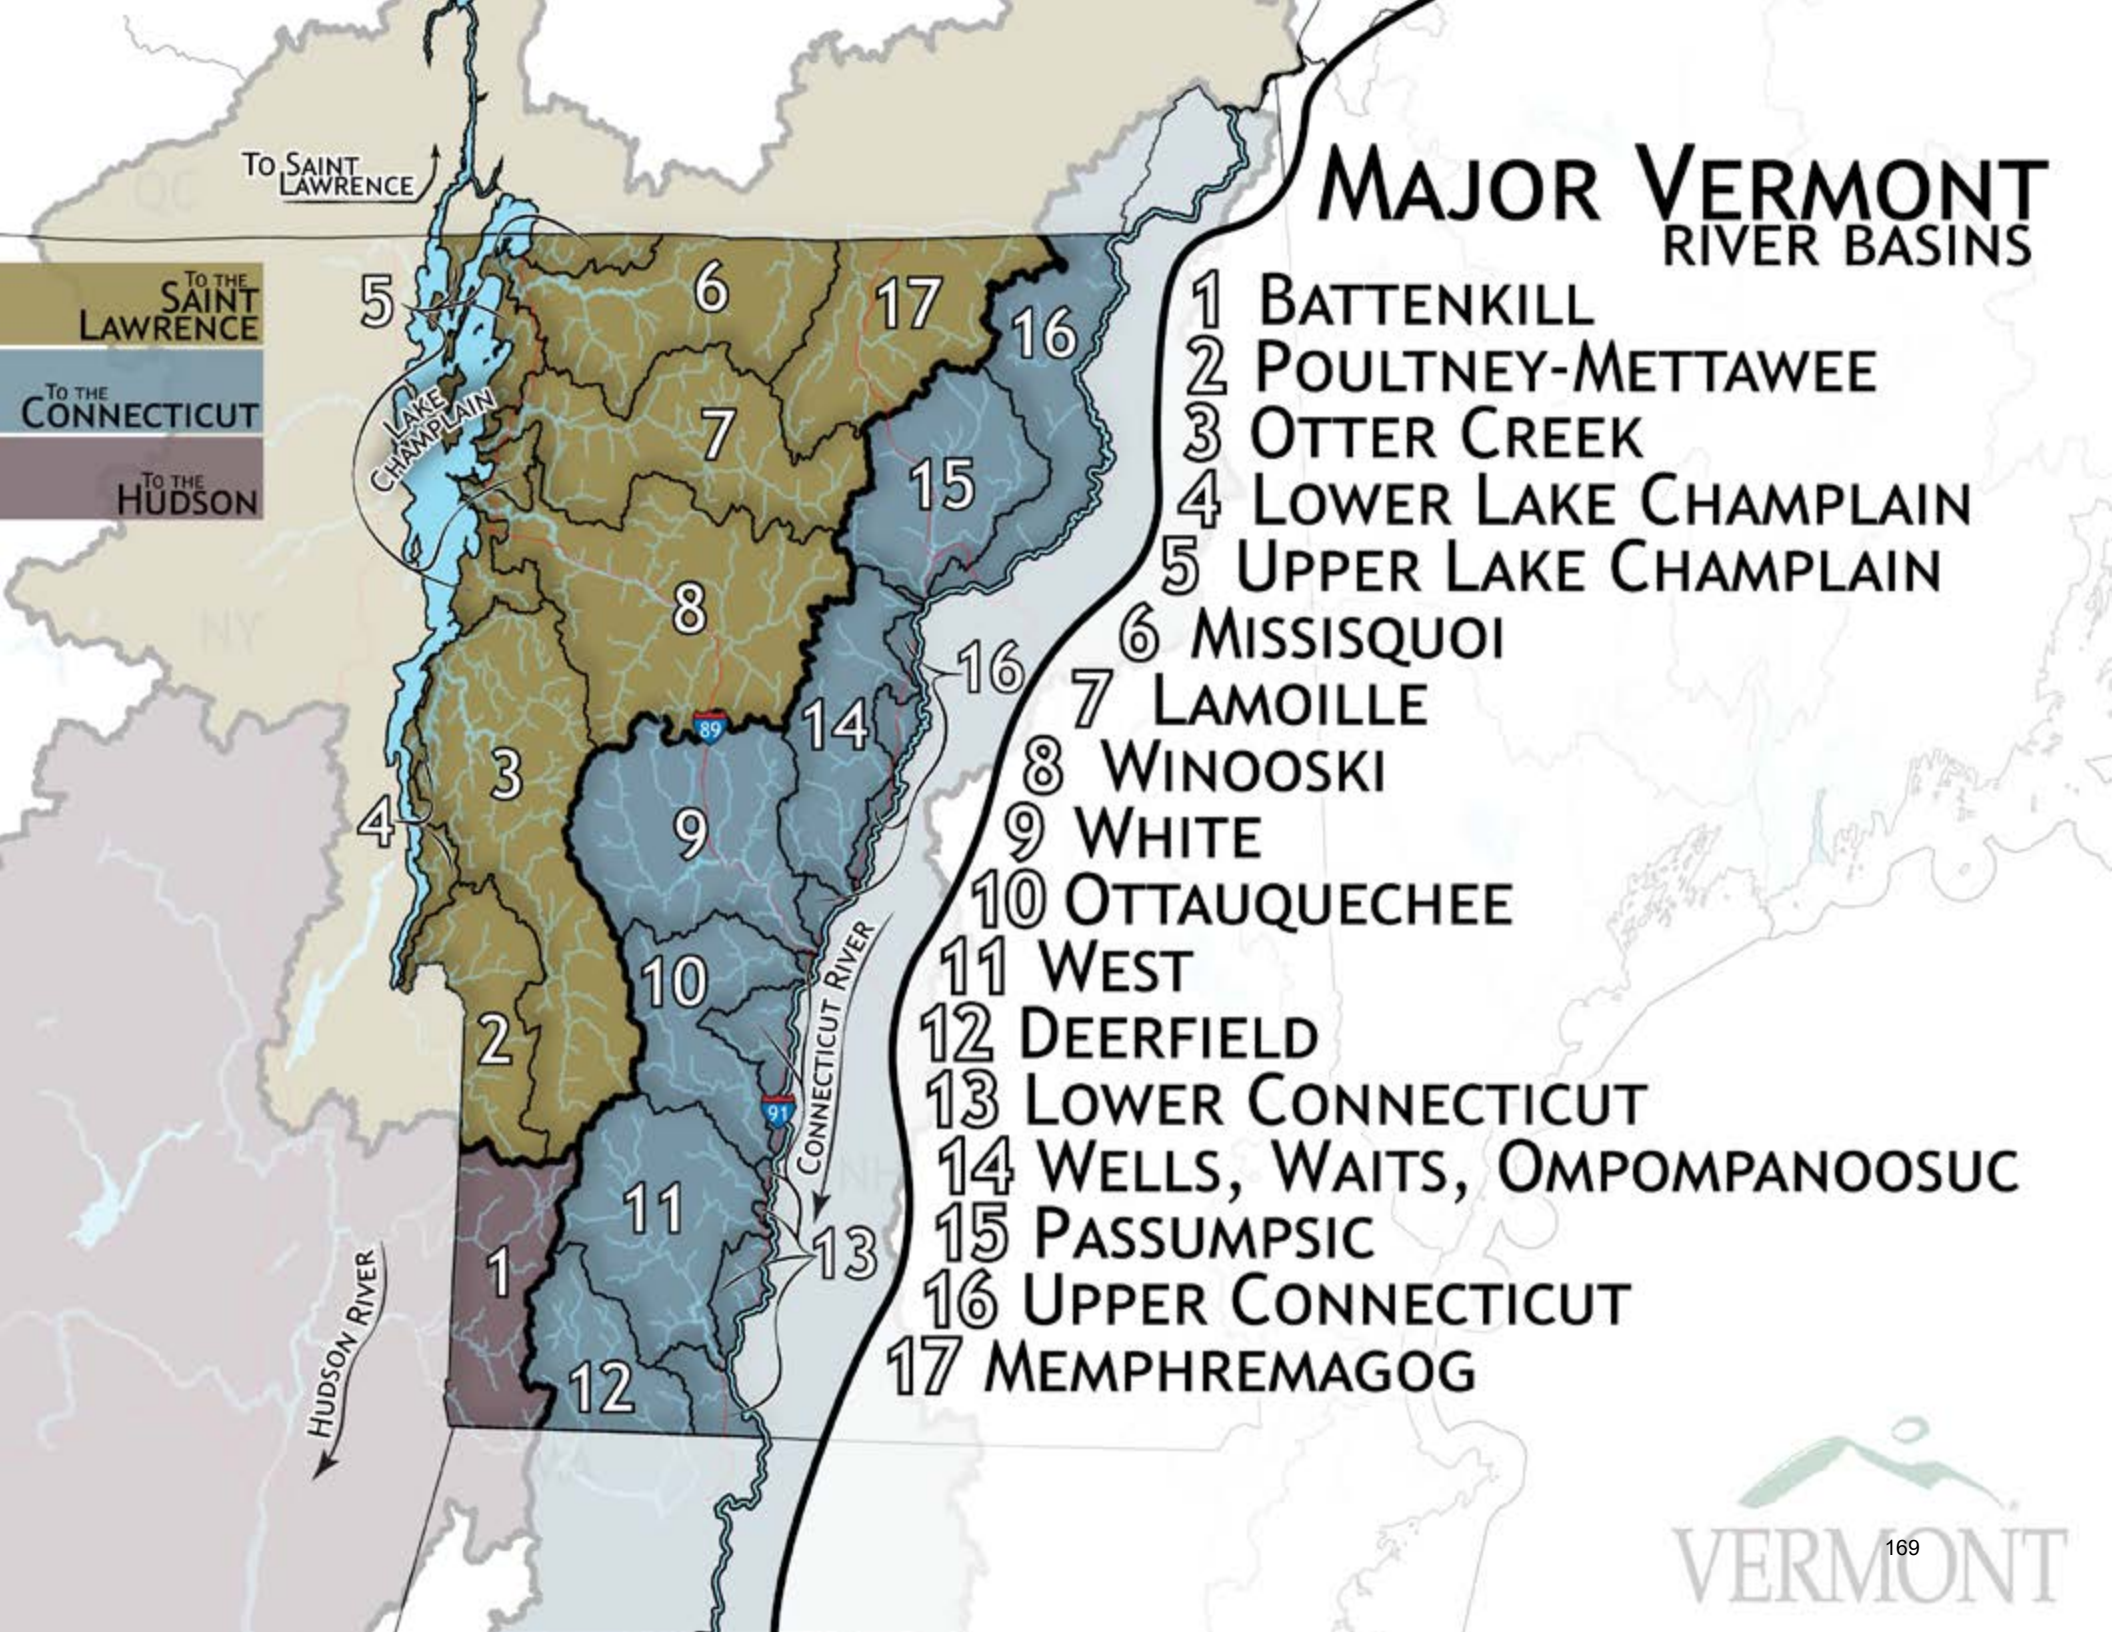 MAJOR VERMONT
RIVER BASINS
1 BATTENKILL
2 POULTNEY-METTAWEE
3 OTTER CREEK
4 LOWER LAKE CHAMPLAIN
5 UPPER LAKE CHAMPLAIN
6 MISSISQUOI
7 LAMOILLE
8 WINOOSKI
9 WHITE
10 OTTAUQUECHEE
11 WEST
12 DEERFIELD
13 LOWER CONNECTICUT
14 WELLS, WAITS, OMPOMPANOOSUC
15 PASSUMPSIC
16 UPPER CONNECTICUT
17 MEMPHREMAGOG
TO SAINT
LAWRENCE
QC
TO THE
SAINT
LAWRENCE
TO THE
CONNECTICUT
TO THE
HUDSON
5
6
17
16
LAKE
CHAMPLAIN
7
15
8
NY
16
14
89
3
4
9
10
2
CONNECTICUT RIVER
91
NH
11
1
13
12
HUDSON RIVER
MA
VERMONT
169